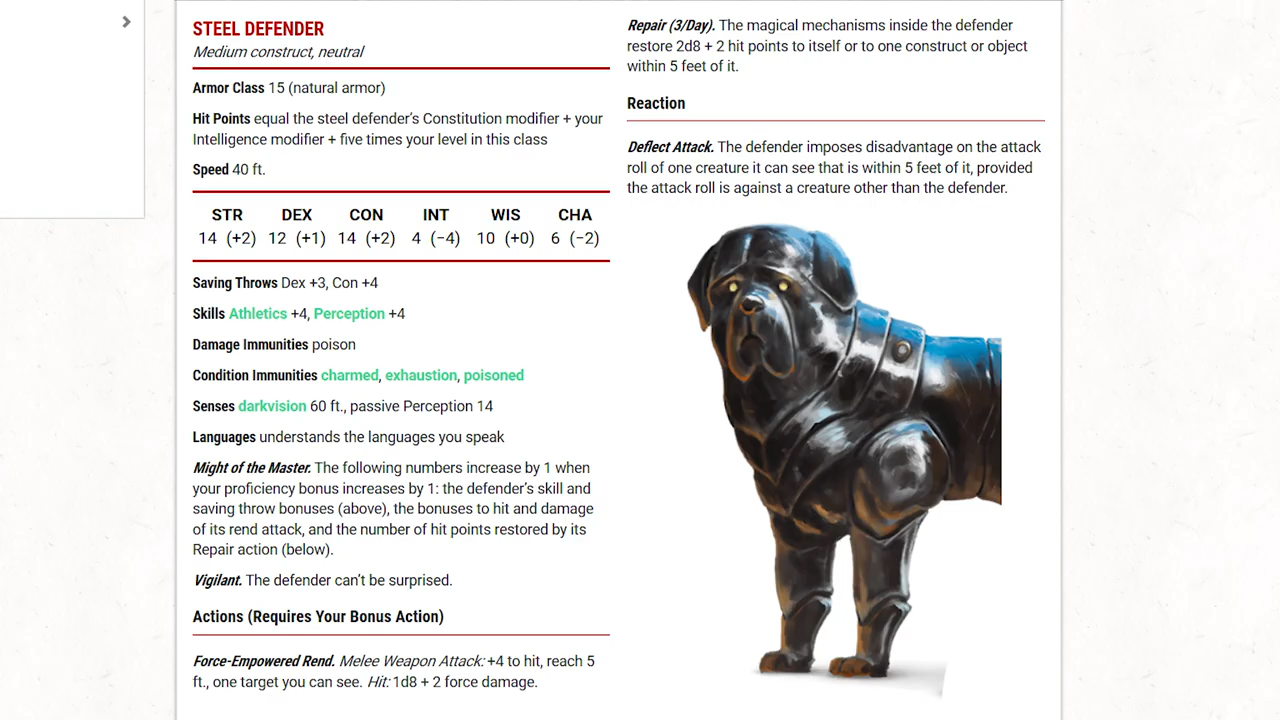 STEEL DEFENDER
Medium construct, neutral
Armor Class 15 (natural armor)
Hit Points equal the steel defender's Constitution modifier + your
Intelligence modifier + five times your level in this class
Speed 40 ft.
STR DEX CON INT WIS CHA
14 (+2) 12 (+1) 14 (+2) 4 (−4) 10 (+0) 6 (−2)
Saving Throws Dex +3, Con +4
Skills Athletics +4, Perception +4
Damage Immunities poison
Condition Immunities charmed, exhaustion, poisoned
Senses darkvision 60 ft., passive Perception 14
Languages understands the languages you speak
Might of the Master. The following numbers increase by 1 when
your proficiency bonus increases by 1: the defender's skill and
saving throw bonuses (above), the bonuses to hit and damage
of its rend attack, and the number of hit points restored by its
Repair action (below).
Vigilant. The defender can't be surprised.
Actions (Requires Your Bonus Action)
Force-Empowered Rend. Melee Weapon Attack: +4 to hit, reach 5
ft., one target you can see. Hit: 1d8 + 2 force damage.
Repair (3/Day). The magical mechanisms inside the defender
restore 2d8 + 2 hit points to itself or to one construct or object
within 5 feet of it.
Reaction
Deflect Attack. The defender imposes disadvantage on the attack
roll of one creature it can see that is within 5 feet of it, provided
the attack roll is against a creature other than the defender.